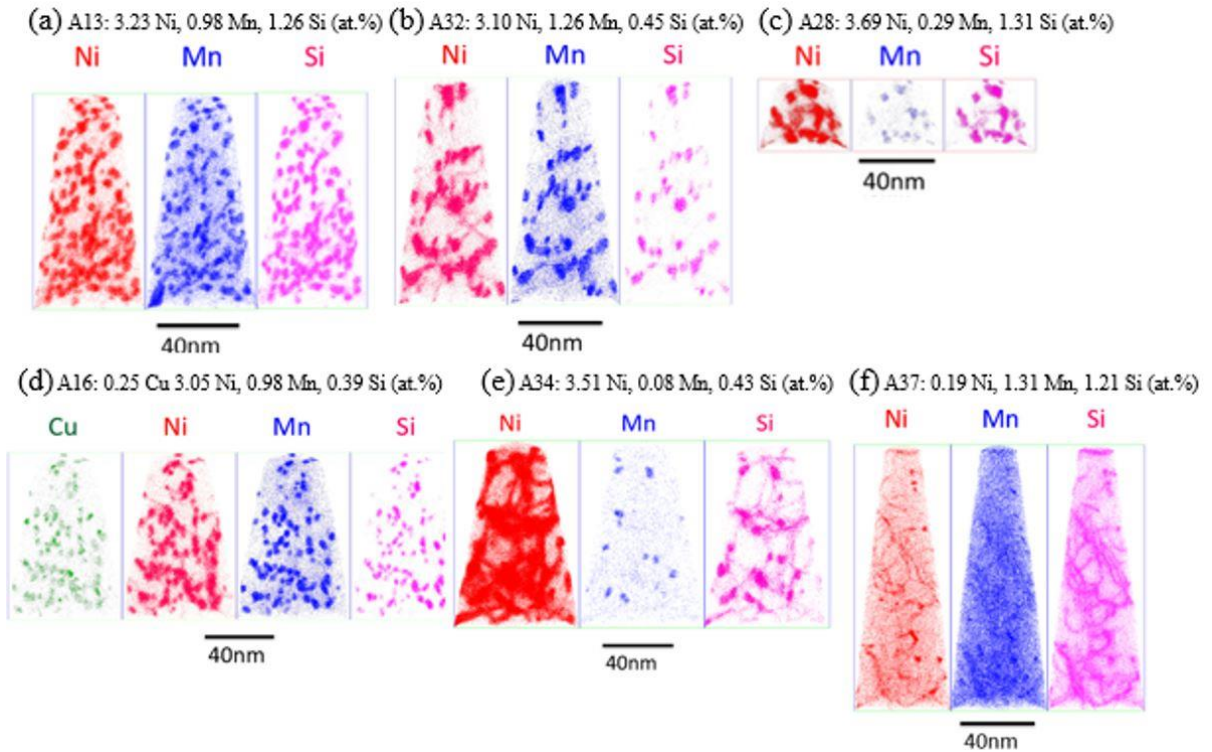 (a) A13: 3.23 Ni, 0.98 Mn, 1.26 Si (at.%)
Ni Mn Si
40nm
(b) A32: 3.10 Ni, 1.26 Mn, 0.45 Si (at.%)
Ni Mn Si
40nm
(c) A28: 3.69 Ni, 0.29 Mn, 1.31 Si (at.%)
Ni Mn Si
40nm
(d) A16: 0.25 Cu 3.05 Ni, 0.98 Mn, 0.39 Si (at.%)
Cu Ni Mn Si
40nm
(e) A34: 3.51 Ni, 0.08 Mn, 0.43 Si (at.%)
Ni Mn Si
40nm
(f) A37: 0.19 Ni, 1.31 Mn, 1.21 Si (at.%)
Ni Mn Si
40nm